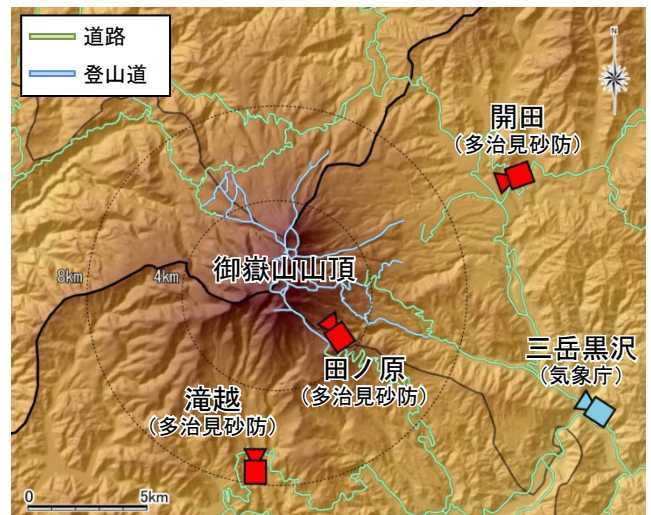 道路
登山道
N
開田
(多治見砂防)
8km
4km
御嶽山山頂
三岳黒沢
(気象庁)
田ノ原
(多治見砂防)
滝越
(多治見砂防)
0
5km